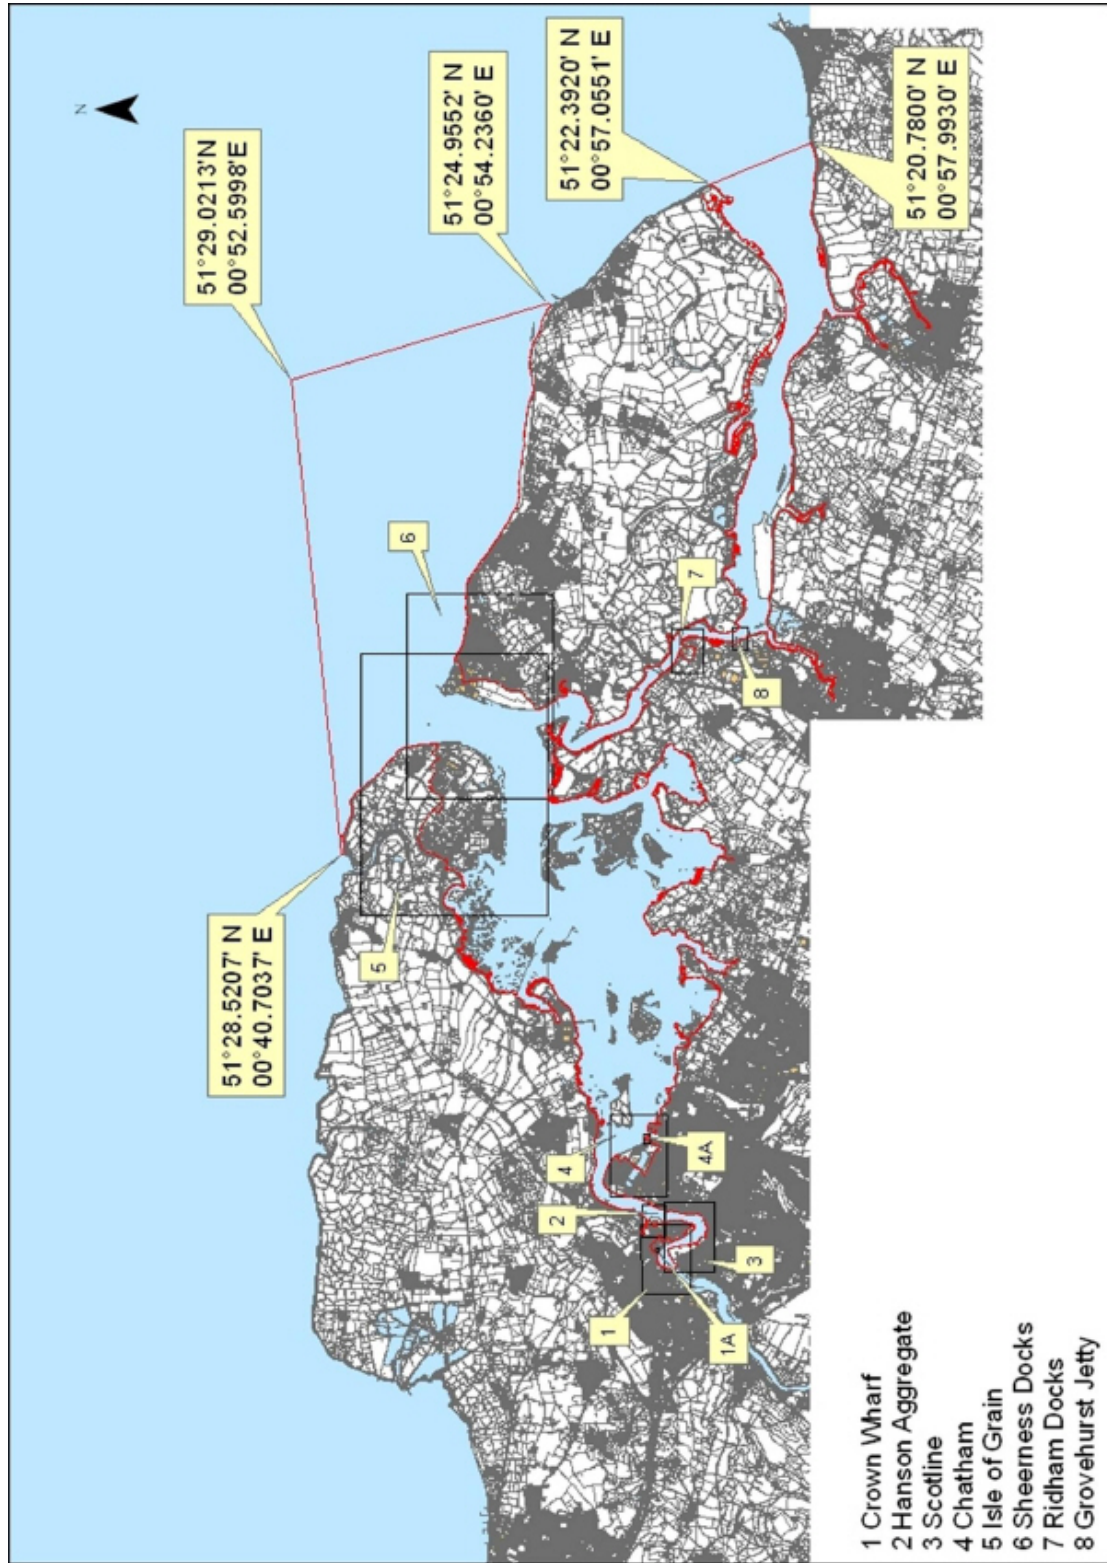 N
51°29.0213'N
00°52.5998'E
51°24.9552' N
00°54.2360' E
51°22.3920' N
00°57.0551' E
51°20.7800' N
00°57.9930' E
51°28.5207' N
00°40.7037' E
6
5
7
8
4
4A
2
3
1
1A
1 Crown Wharf
2 Hanson Aggregate
3 Scotline
4 Chatham
5 Isle of Grain
6 Sheerness Docks
7 Ridham Docks
8 Grovehurst Jetty